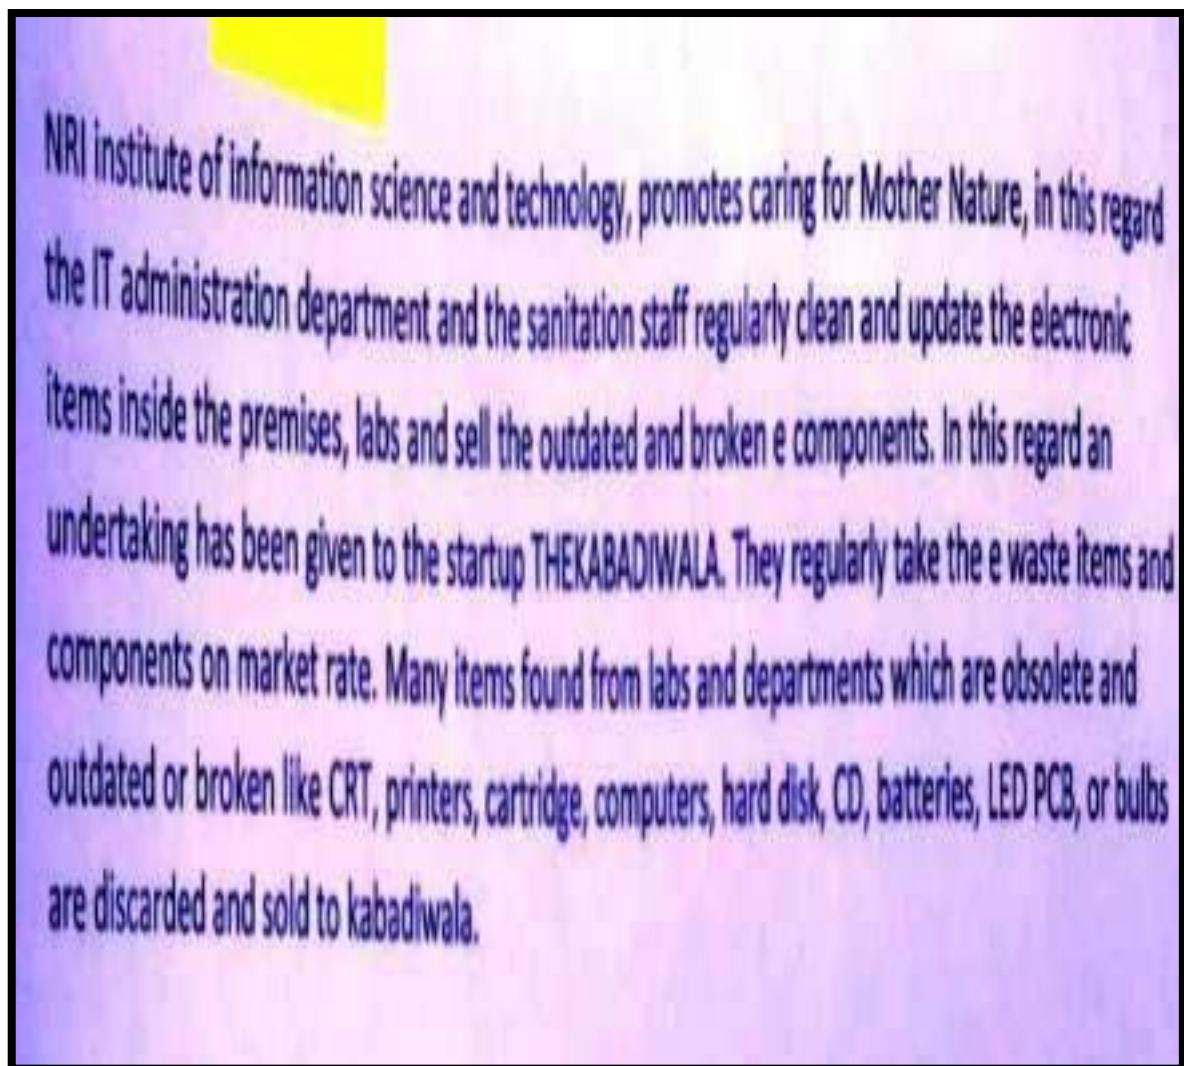 NRI institute of information science and technology, promotes caring for Mother Nature, in this regard
the IT administration department and the sanitation staff regularly clean and update the electronic
items inside the premises, labs and sell the outdated and broken e components. In this regard an
undertaking has been given to the startup THEKABADIWALA. They regularly take the e waste items and
components on market rate. Many items found from labs and departments which are obsolete and
outdated or broken like CRT, printers, cartridge, computers, hard disk, CD, batteries, LED PCB, or bulbs
are discarded and sold to kabadiwala.